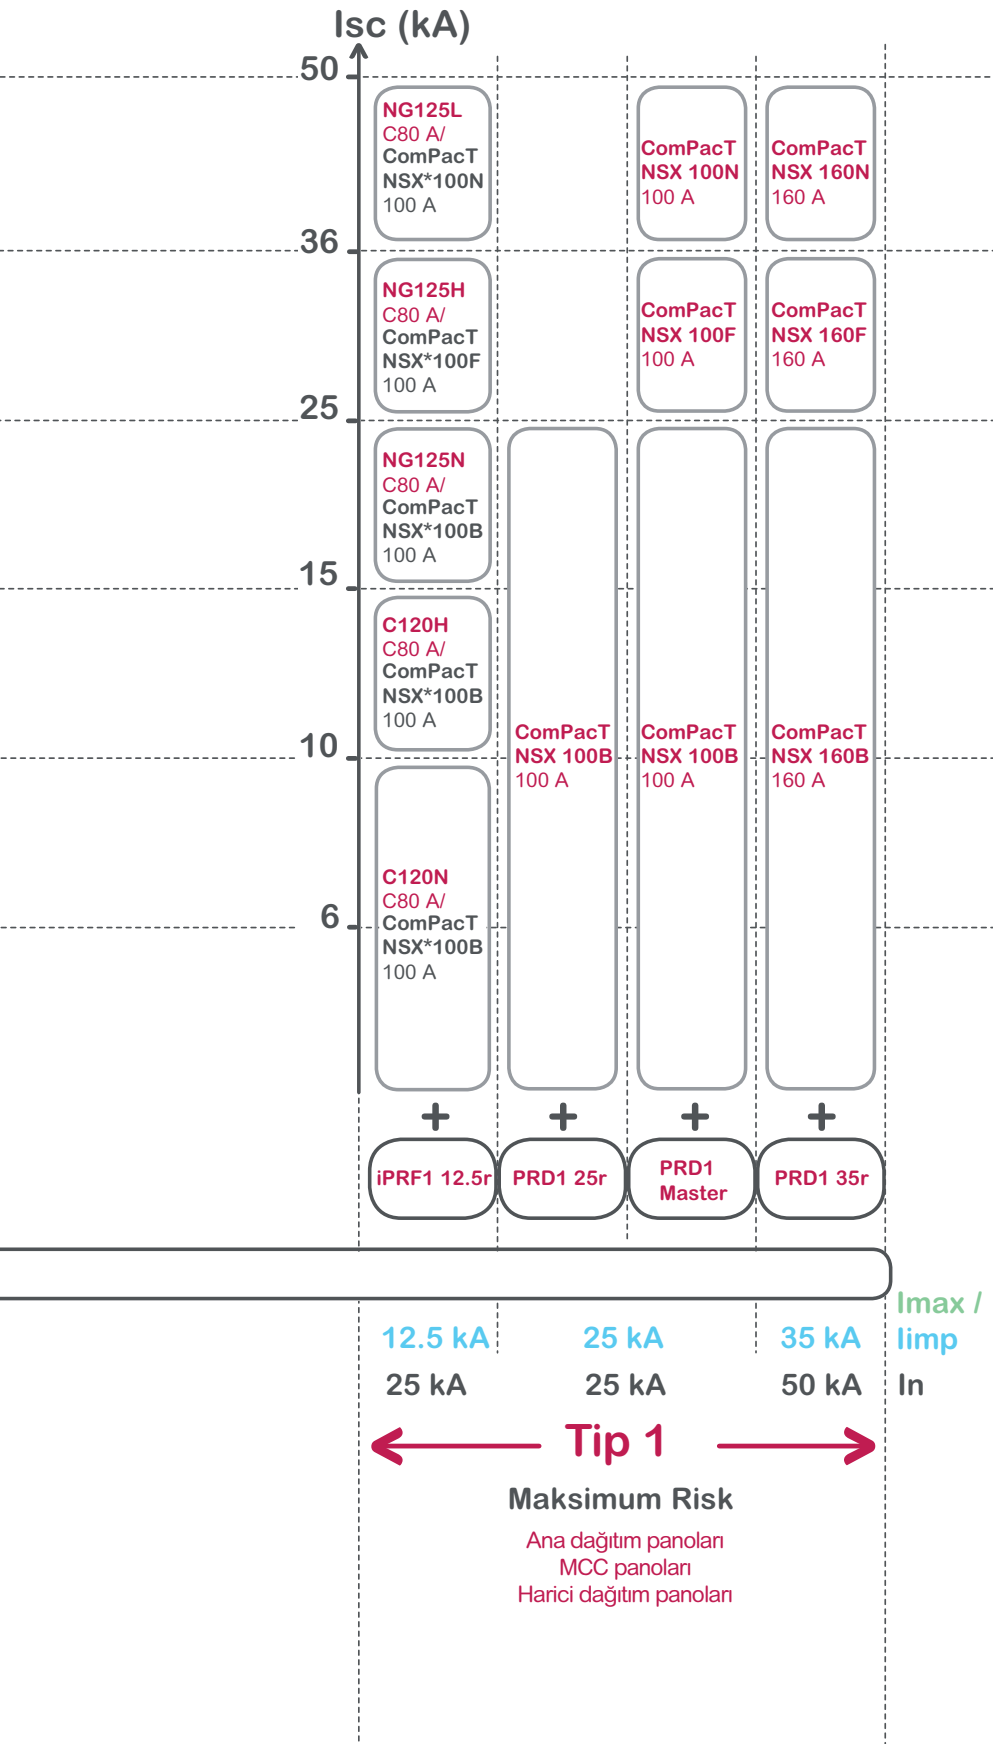 Isc (kA)
50
NG125L
C80 A/
ComPacT
NSX*100N
100 A
ComPacT
NSX 100N
100 A
ComPacT
NSX 160N
160 A
36
NG125H
C80 A/
ComPacT
NSX*100F
100 A
ComPacT
NSX 100F
100 A
ComPacT
NSX 160F
160 A
25
NG125N
C80 A/
ComPacT
NSX*100B
100 A
15
C120H
C80 A/
ComPacT
NSX*100B
100 A
10
ComPacT
NSX 100B
100 A
ComPacT
NSX 100B
100 A
ComPacT
NSX 160B
160 A
C120N
C80 A/
ComPacT
NSX*100B
100 A
6
+ + + +
iPRF1 12.5r
PRD1 25r
PRD1
Master
PRD1 35r
Imax /
12.5 kA 25 kA 35 kA Iimp
25 kA 25 kA 50 kA In
Tip 1
Maksimum Risk
Ana dağıtım panoları
MCC panoları
Harici dağıtım panoları